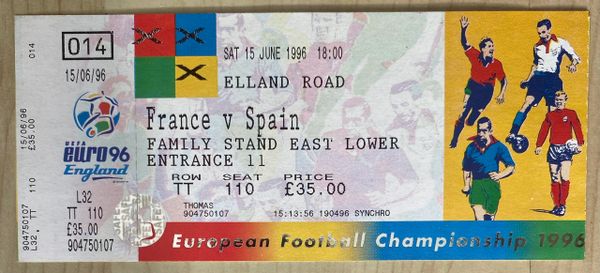 014
15/06/96
UEFA
EURO96
England
L32
TT 110
£35.00
904750107
014
15/06/96
£35.00
904750107
L32, TT 110
SAT 15 JUNE 1996 18:00
ELLAND ROAD
France v Spain
FAMILY STAND EAST LOWER
ENTRANCE 11
ROW SEAT PRICE
TT 110 £35.00
THOMAS
904750107 15:13:56 190496 SYNCHRO
European Football Championship 1996